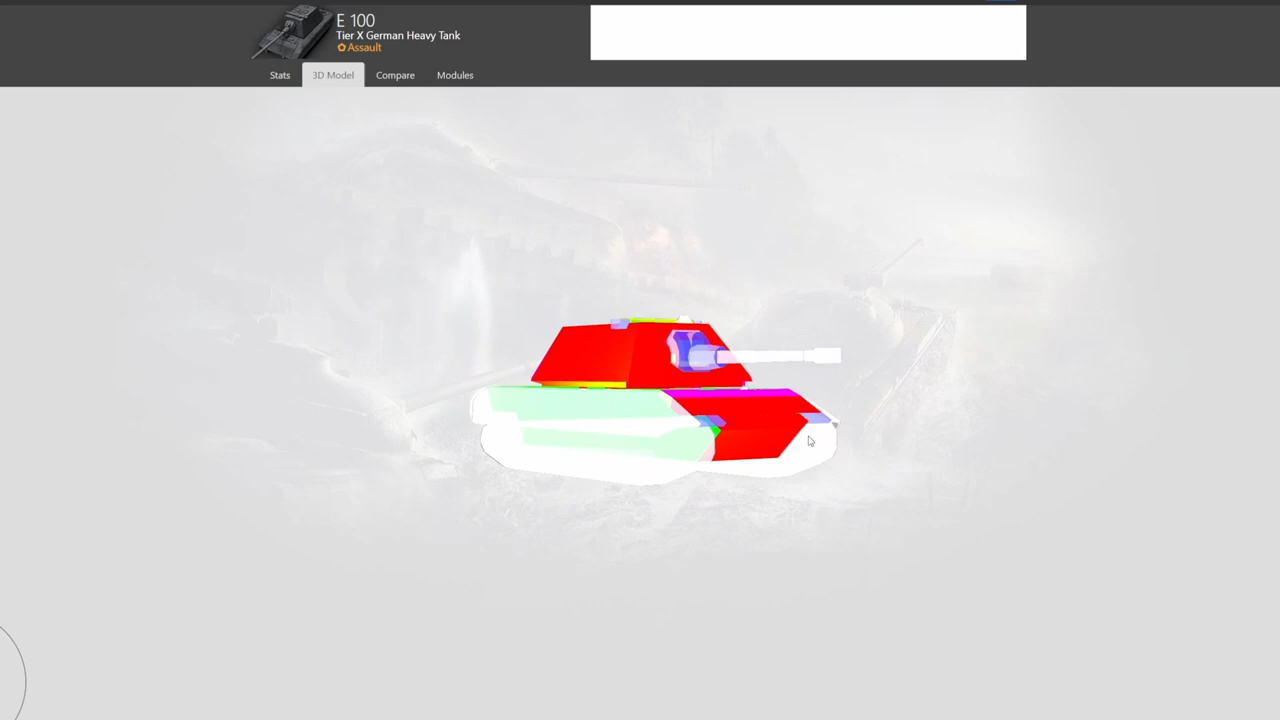 E 100
Tier X German Heavy Tank
Assault
Stats
3D Model
Compare
Modules